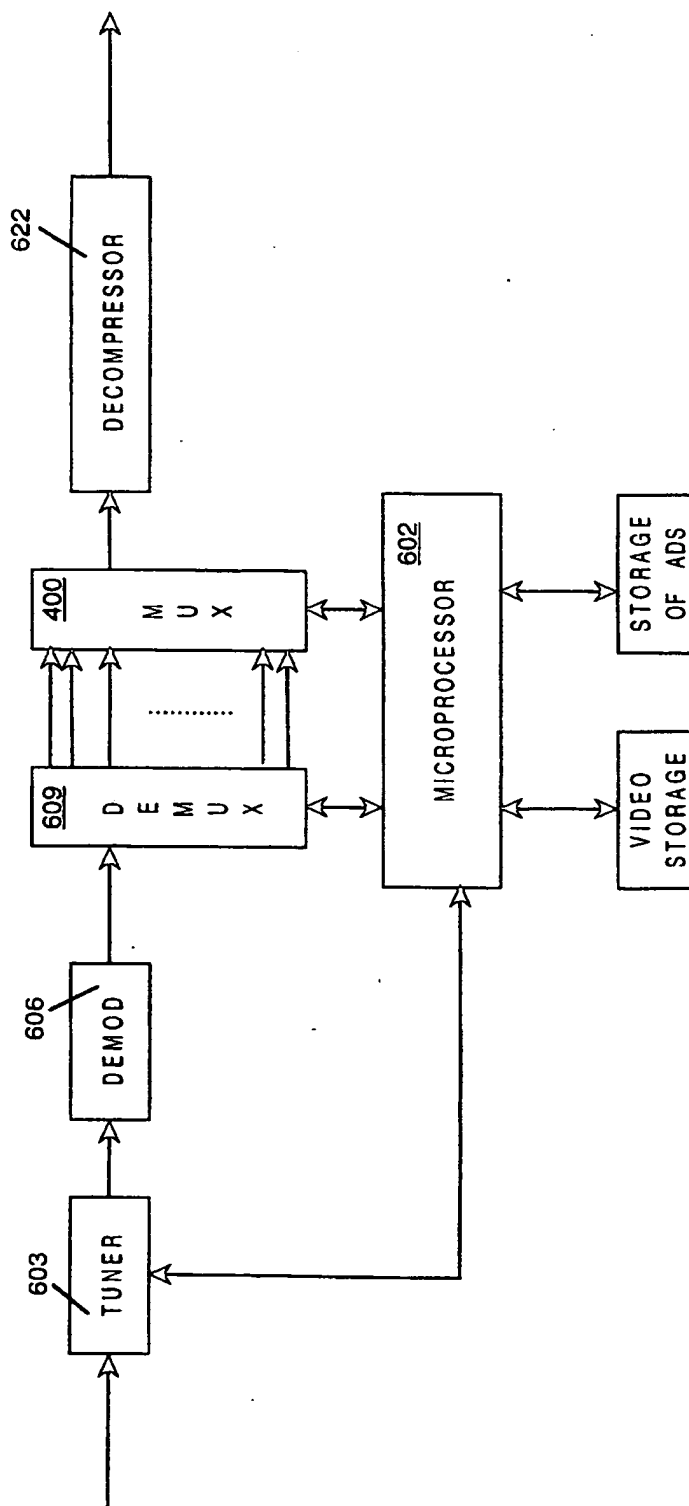 603
TUNER
606
DEMOD
609
DEMUX
400
MUX
622
DECOMPRESSOR
602
MICROPROCESSOR
VIDEO
STORAGE
STORAGE
OF ADS